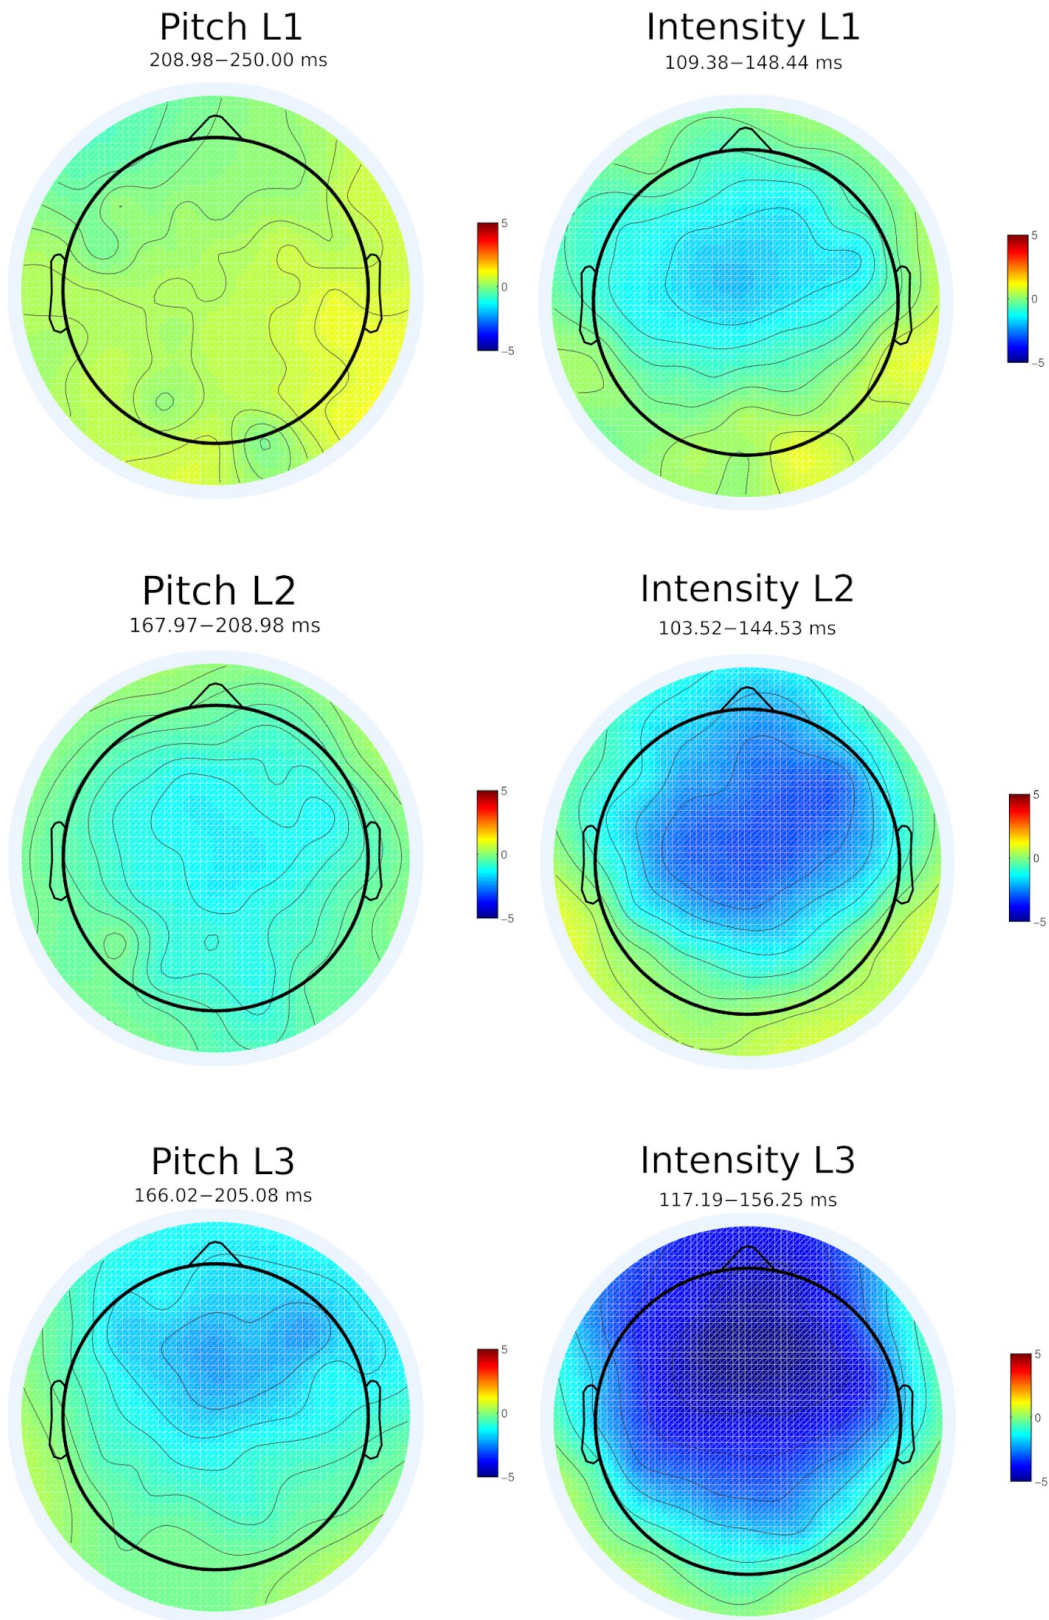 Pitch L1
208.98−250.00 ms
5
0
−5
Intensity L1
109.38−148.44 ms
5
0
−5
Pitch L2
167.97−208.98 ms
5
0
−5
Intensity L2
103.52−144.53 ms
5
0
−5
Pitch L3
166.02−205.08 ms
5
0
−5
Intensity L3
117.19−156.25 ms
5
0
−5